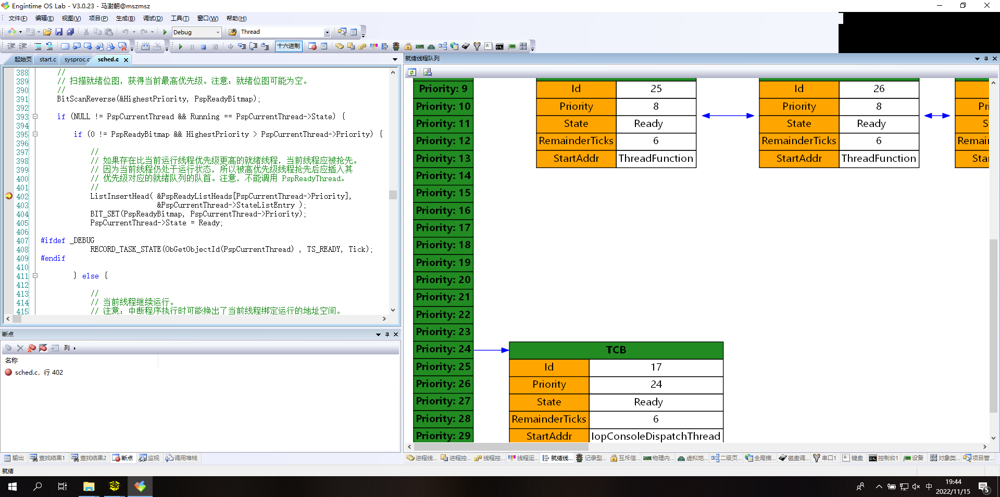 Engintime OS Lab - V3.0.23 - 马澍朝@mszmsz
文件(F) 编辑(E) 视图(V) 项目(P) 生成(B) 调试(D) 工具(T) 窗口(W) 帮助(H)
Debug Thread
十六进制
起始页 start.c sysproc.c sched.c
388 //
389 // 扫描就绪位图，获得当前最高优先级。注意：就绪位图可能为空。
390 //
391 BitScanReverse(&HighestPriority, PspReadyBitmap);
392
393 if (NULL != PspCurrentThread && Running == PspCurrentThread->State) {
394
395 if (0 != PspReadyBitmap && HighestPriority > PspCurrentThread->Priority) {
396
397 //
398 // 如果存在比当前运行线程优先级更高的就绪线程，当前线程应被抢先。
399 // 因为当前线程仍处于运行状态，所以被高优先级线程抢先后应插入其
400 // 优先级对应的就绪队列的队首。注意，不能调用 PspReadyThread。
401 //
402 ListInsertHead( &PspReadyListHeads[PspCurrentThread->Priority],
403 &PspCurrentThread->StateListEntry );
404 BIT_SET(PspReadyBitmap, PspCurrentThread->Priority);
405 PspCurrentThread->State = Ready;
406
407 #ifdef _DEBUG
408 RECORD_TASK_STATE(ObGetObjectId(PspCurrentThread) , TS_READY, Tick);
409 #endif
410
411 } else {
412
413 //
414 // 当前线程继续运行。
415 // 注意：中断程序执行时可能换出了当前线程绑定运行的地址空间。
断点
列
名称
sched.c，行 402
输出 查找结果1 查找结果2 断点 监视 调用堆栈
就绪
就绪线程队列
Priority: 9
Priority: 10
Priority: 11
Priority: 12
Priority: 13
Priority: 14
Priority: 15
Priority: 16
Priority: 17
Priority: 18
Priority: 19
Priority: 20
Priority: 21
Priority: 22
Priority: 23
Priority: 24
Priority: 25
Priority: 26
Priority: 27
Priority: 28
Priority: 29
Id 25
Priority 8
State Ready
RemainderTicks 6
StartAddr ThreadFunction
Id 26
Priority 8
State Ready
RemainderTicks 6
StartAddr ThreadFunction
Pri
S
Remain
Sta
TCB
Id 17
Priority 24
State Ready
RemainderTicks 6
StartAddr IopConsoleDispatchThread
进程线... 进程控... 线程控... 线程运... 就绪线... 记录型... 互斥信... 物理内... 虚拟地... 二级页... 全局描... 磁盘调... 串口1 键盘 控制台1 设备 对象类... 项目管...
中
19:44
2022/11/15
5